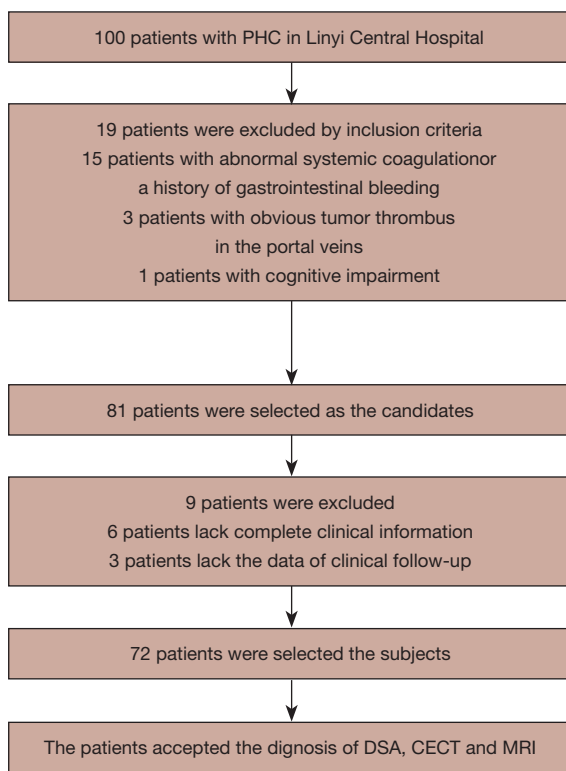 100 patients with PHC in Linyi Central Hospital
19 patients were excluded by inclusion criteria
15 patients with abnormal systemic coagulationor
a history of gastrointestinal bleeding
3 patients with obvious tumor thrombus
in the portal veins
1 patients with cognitive impairment
81 patients were selected as the candidates
9 patients were excluded
6 patients lack complete clinical information
3 patients lack the data of clinical follow-up
72 patients were selected the subjects
The patients accepted the dignosis of DSA, CECT and MRI